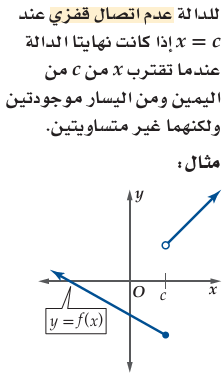 للدالة عدم اتصال قفزي عند
x = c إذا كانت نهايتا الدالة
عندما تقترب x من c من
اليمين ومن اليسار موجودتين
ولكنهما غير متساويتين.
مثال:
y
O c x
y = f(x)